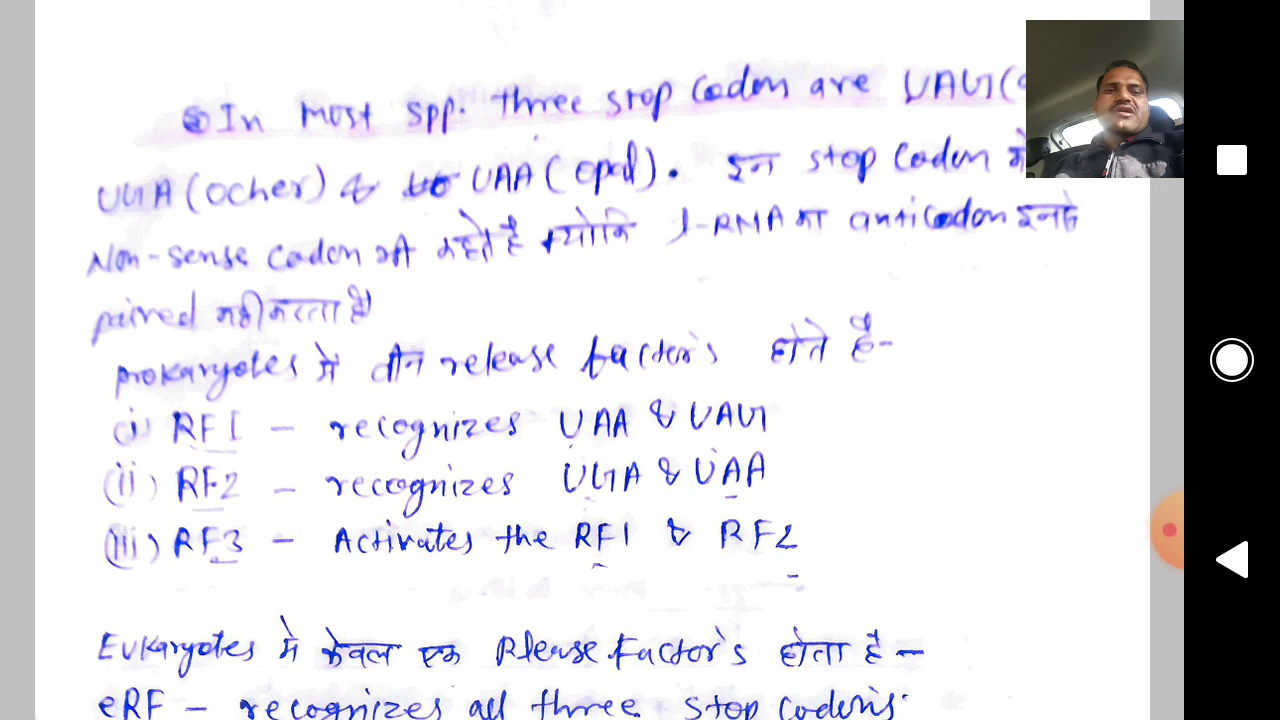 In Most spp. three stop codon are UAG(
UGA (ocher) & UAA (opal). इन stop codon को
Non-sense codon भी कहते है क्योकि t-RNA का anticodon इनसे
paired नही करता है।
prokaryotes मे तीन release factor's होते है-
(i) RF1 - recognizes UAA & UAG
(ii) RF2 - recognizes UGA & UAA
(iii) RF3 - Activates the RF1 & RF2
Eukaryotes मे केवल एक Rlease Factor's होता है -
eRF - recognizes all three stop codon's.